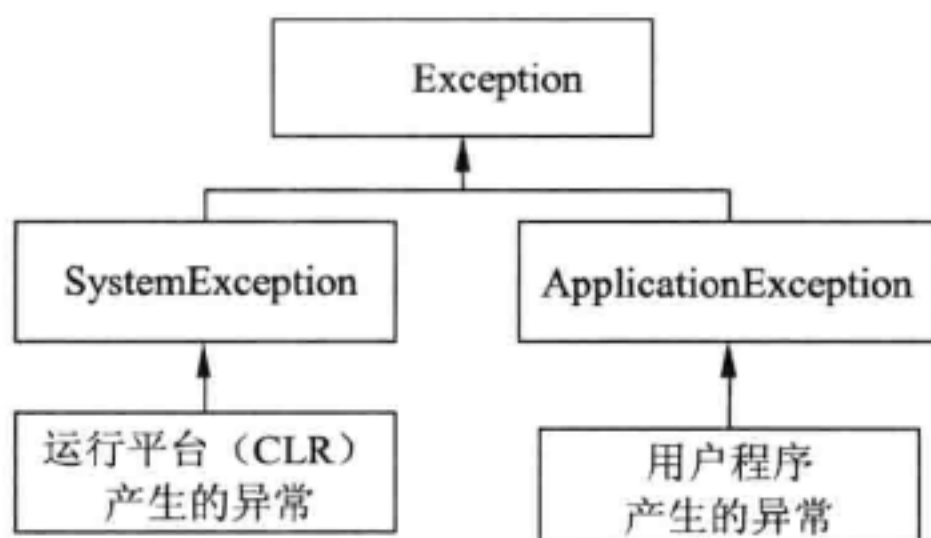 Exception
SystemException
ApplicationException
运行平台（CLR）
产生的异常
用户程序
产生的异常